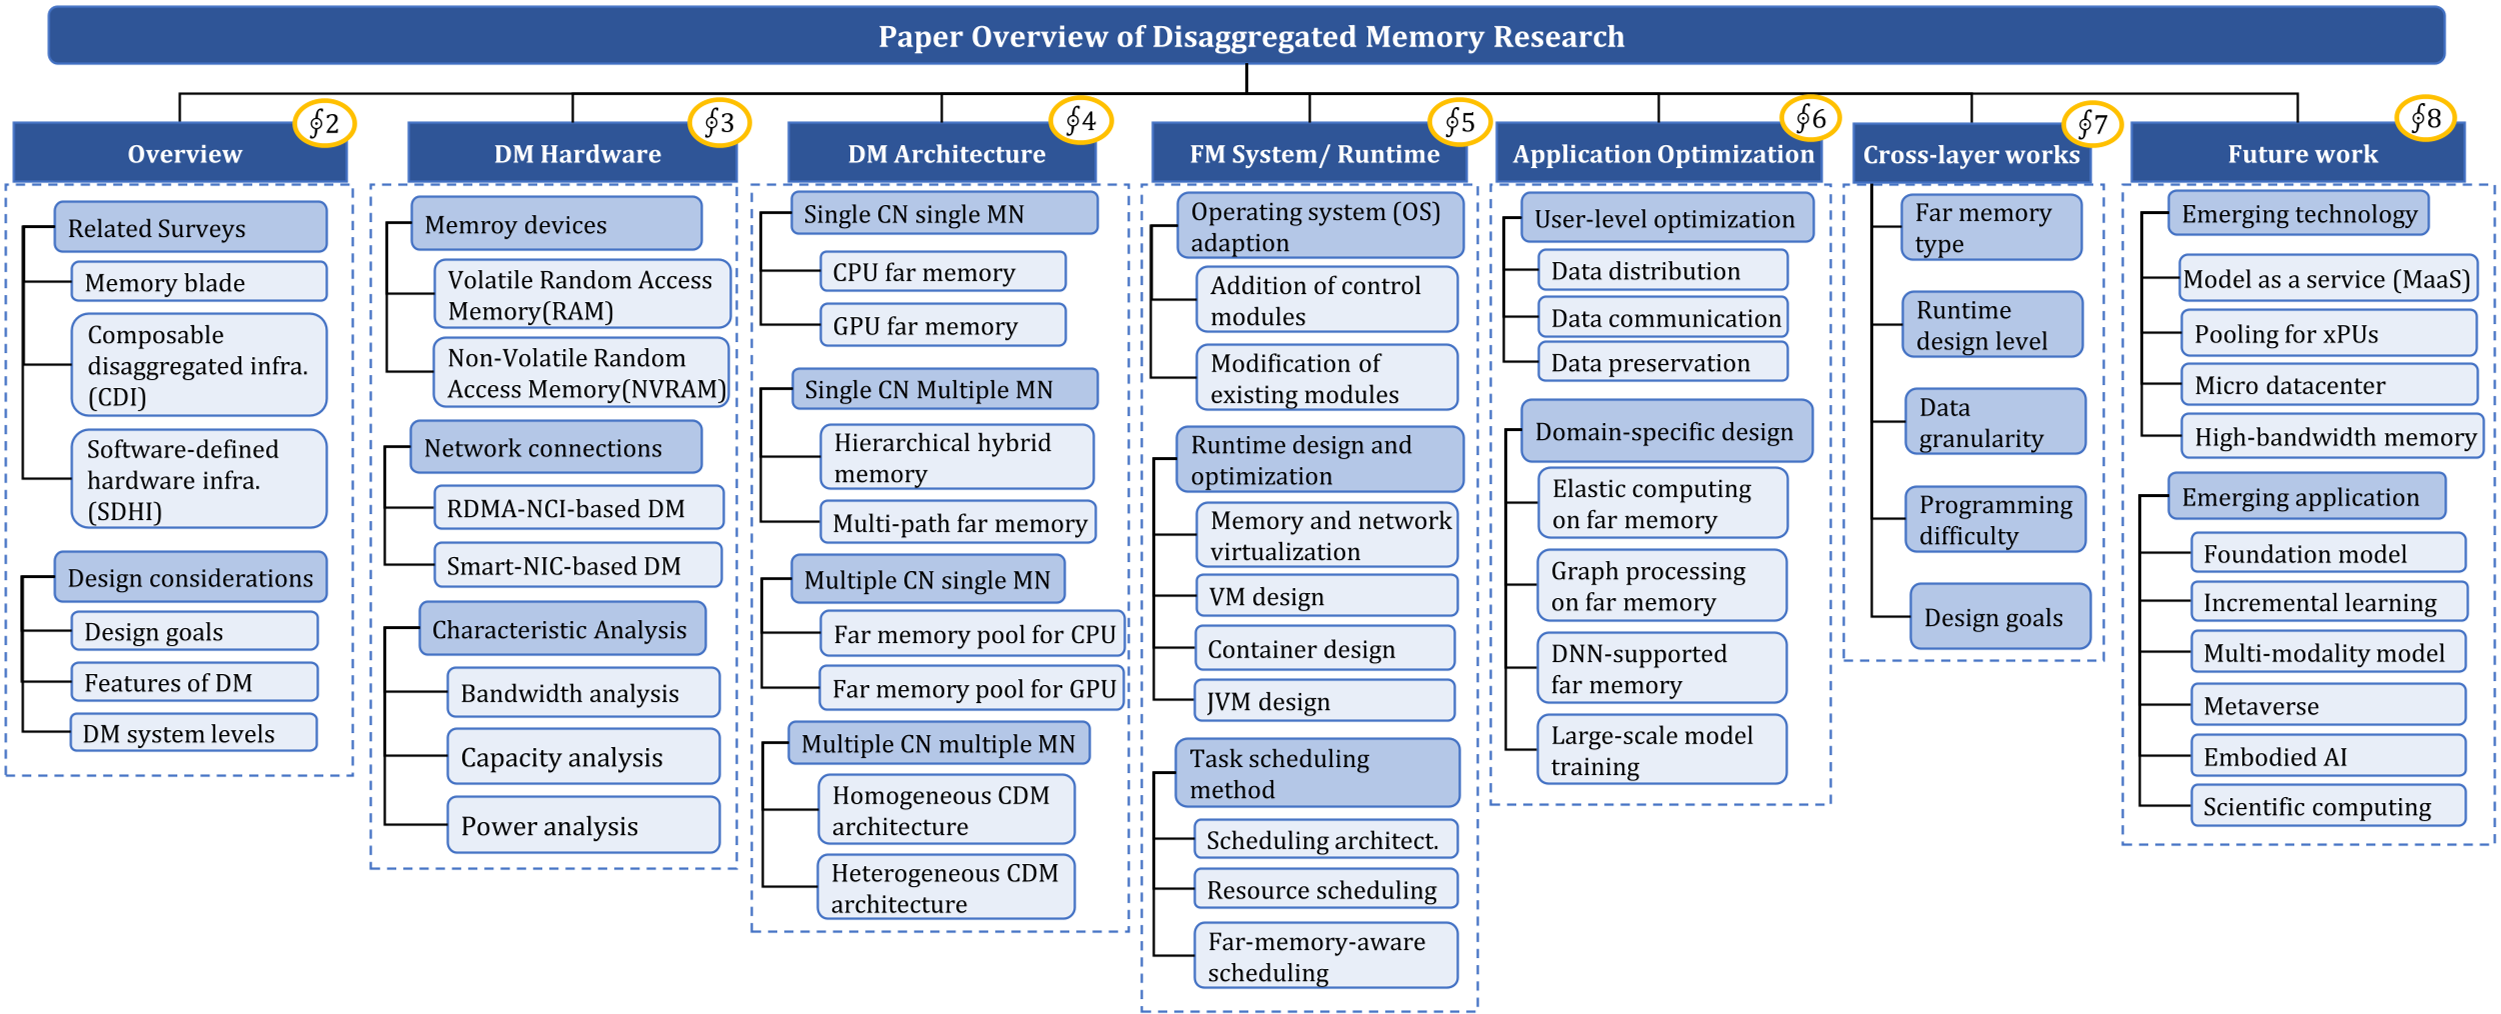 Paper Overview of Disaggregated Memory Research
∮2
Overview
Related Surveys
Memory blade
Composable
disaggregated infra.
(CDI)
Software-defined
hardware infra.
(SDHI)
Design considerations
Design goals
Features of DM
DM system levels
∮3
DM Hardware
Memroy devices
Volatile Random Access
Memory(RAM)
Non-Volatile Random
Access Memory(NVRAM)
Network connections
RDMA-NCI-based DM
Smart-NIC-based DM
Characteristic Analysis
Bandwidth analysis
Capacity analysis
Power analysis
∮4
DM Architecture
Single CN single MN
CPU far memory
GPU far memory
Single CN Multiple MN
Hierarchical hybrid
memory
Multi-path far memory
Multiple CN single MN
Far memory pool for CPU
Far memory pool for GPU
Multiple CN multiple MN
Homogeneous CDM
architecture
Heterogeneous CDM
architecture
∮5
FM System/ Runtime
Operating system (OS)
adaption
Addition of control
modules
Modification of
existing modules
Runtime design and
optimization
Memory and network
virtualization
VM design
Container design
JVM design
Task scheduling
method
Scheduling architect.
Resource scheduling
Far-memory-aware
scheduling
∮6
Application Optimization
User-level optimization
Data distribution
Data communication
Data preservation
Domain-specific design
Elastic computing
on far memory
Graph processing
on far memory
DNN-supported
far memory
Large-scale model
training
∮7
Cross-layer works
Far memory
type
Runtime
design level
Data
granularity
Programming
difficulty
Design goals
∮8
Future work
Emerging technology
Model as a service (MaaS)
Pooling for xPUs
Micro datacenter
High-bandwidth memory
Emerging application
Foundation model
Incremental learning
Multi-modality model
Metaverse
Embodied AI
Scientific computing